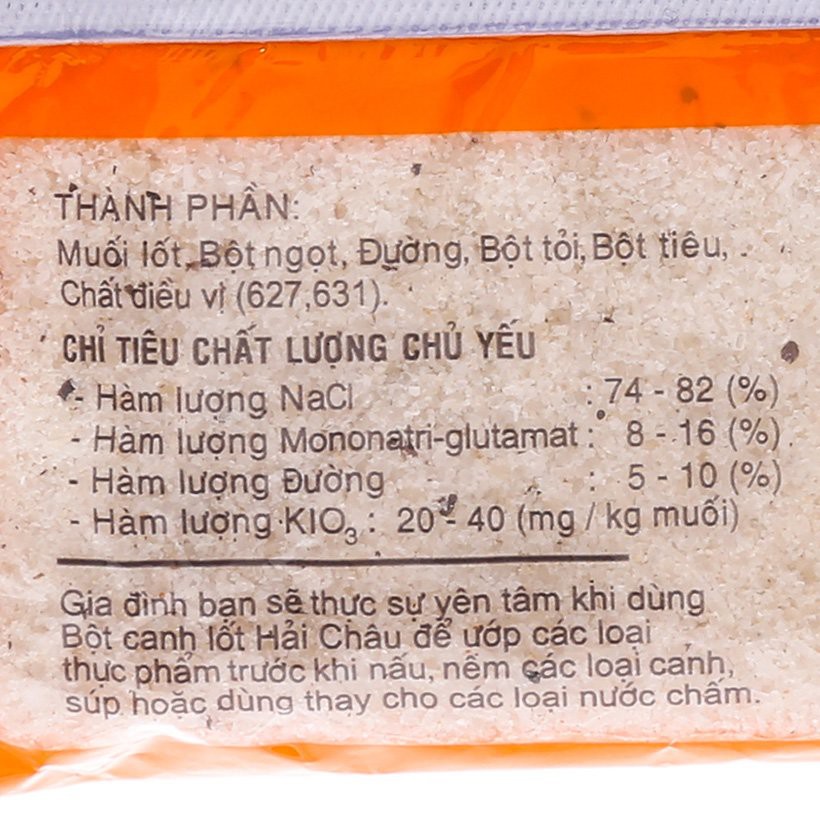 THÀNH PHẦN:
Muối lốt, Bột ngọt, Đường, Bột tỏi, Bột tiêu,
Chất điều vị (627,631).
CHỈ TIÊU CHẤT LƯỢNG CHỦ YẾU
- Hàm lượng NaCl : 74 - 82 (%)
- Hàm lượng Mononatri-glutamat : 8 - 16 (%)
- Hàm lượng Đường : 5 - 10 (%)
- Hàm lượng KIO₃ : 20 - 40 (mg / kg muối)
Gia đình bạn sẽ thực sự yên tâm khi dùng
Bột canh lốt Hải Châu để ướp các loại
thực phẩm trước khi nấu, nêm các loại canh,
súp hoặc dùng thay cho các loại nước chấm.